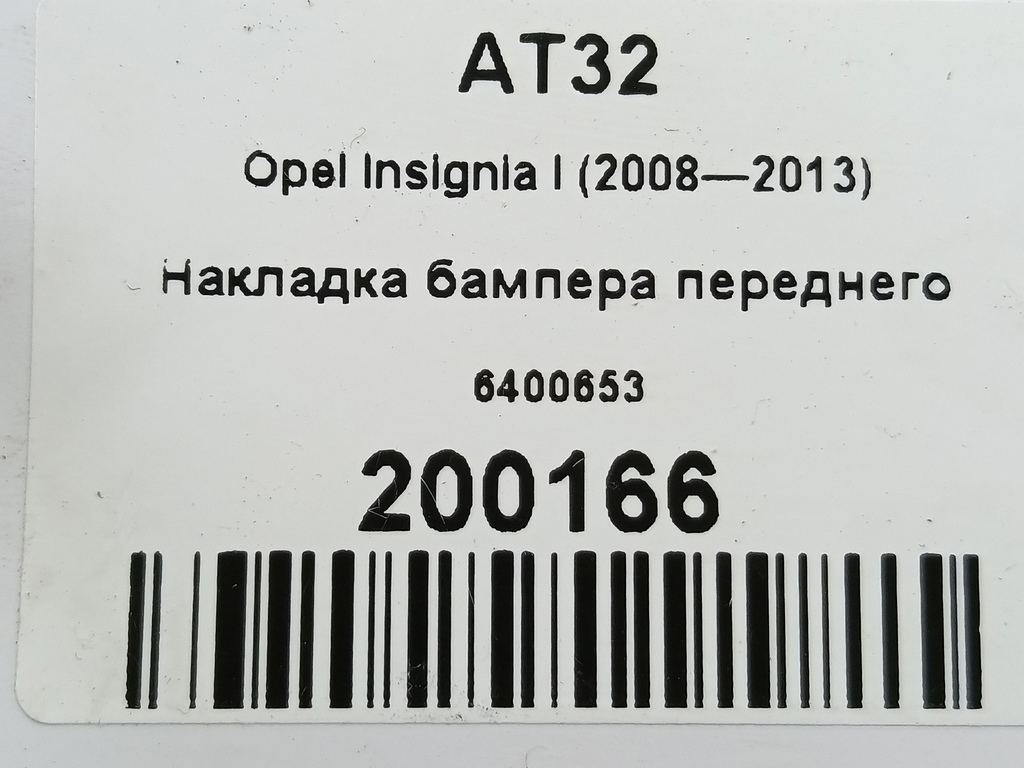 AT32
Opel Insignia I (2008—2013)
Накладка бампера переднего
6400653
200166